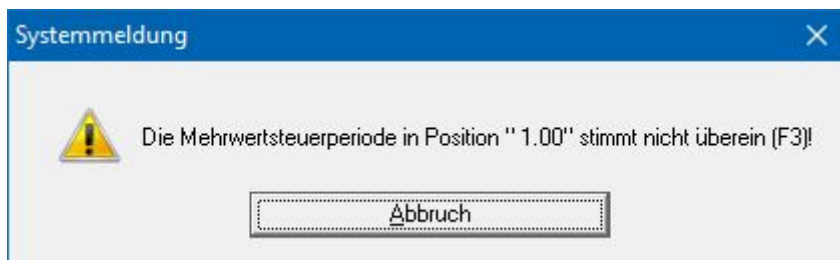 Systemmeldung
Die Mehrwertsteuerperiode in Position " 1.00" stimmt nicht überein (F3)!
Abbruch